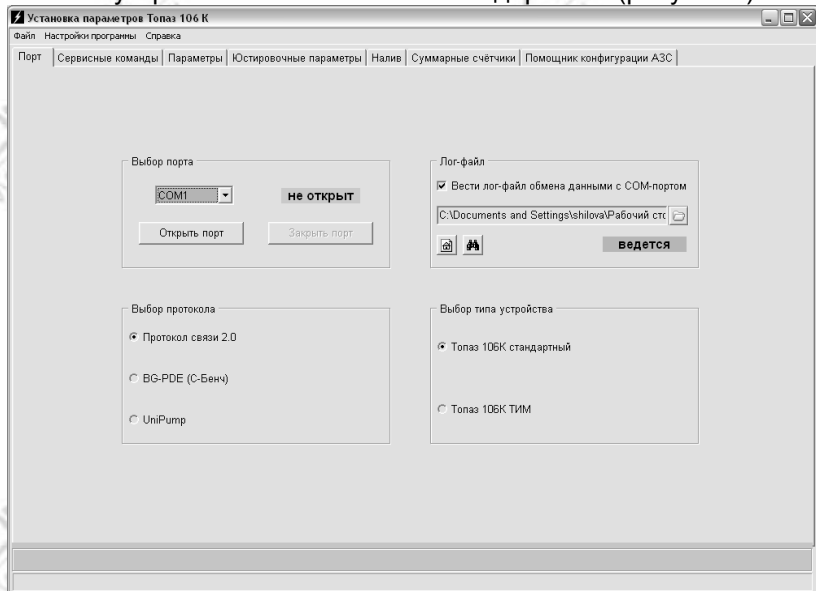 Установка параметров Топаз 106 К
Файл Настройки программы Справка
Порт Сервисные команды Параметры Юстировочные параметры Налив Суммарные счётчики Помощник конфигурации АЗС
Выбор порта
COM1
не открыт
Открыть порт
Закрыть порт
Лог-файл
Вести лог-файл обмена данными с COM-портом
C:\Documents and Settings\shilova\Рабочий стс
ведется
Выбор протокола
Протокол связи 2.0
BG-PDE (С-Бенч)
UniPump
Выбор типа устройства
Топаз 106К стандартный
Топаз 106К ТИМ